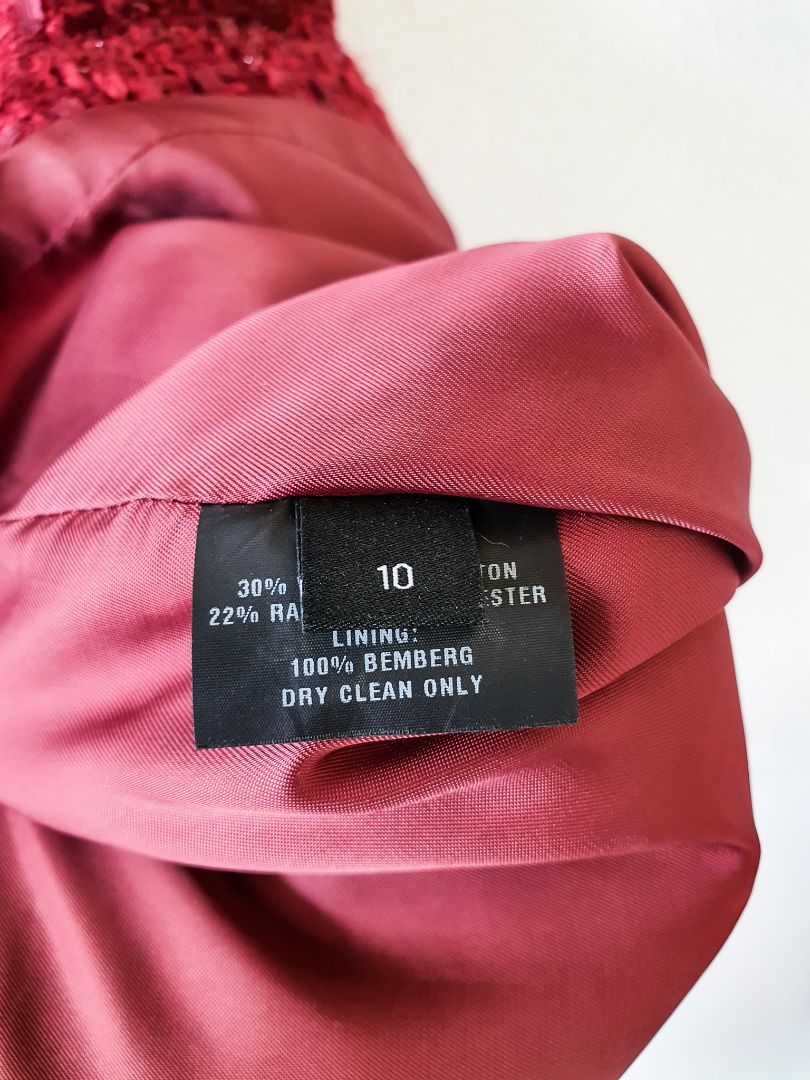 10
30% TON
22% RA ESTER
LINING:
100% BEMBERG
DRY CLEAN ONLY